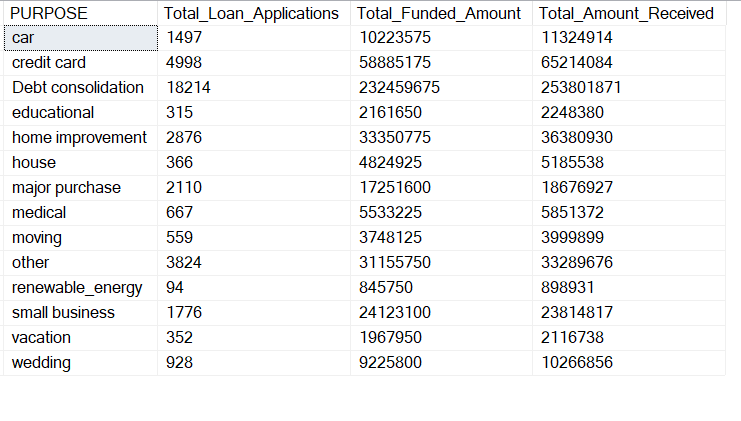 PURPOSE Total_Loan_Applications Total_Funded_Amount Total_Amount_Received
car 1497 10223575 11324914
credit card 4998 58885175 65214084
Debt consolidation 18214 232459675 253801871
educational 315 2161650 2248380
home improvement 2876 33350775 36380930
house 366 4824925 5185538
major purchase 2110 17251600 18676927
medical 667 5533225 5851372
moving 559 3748125 3999899
other 3824 31155750 33289676
renewable_energy 94 845750 898931
small business 1776 24123100 23814817
vacation 352 1967950 2116738
wedding 928 9225800 10266856